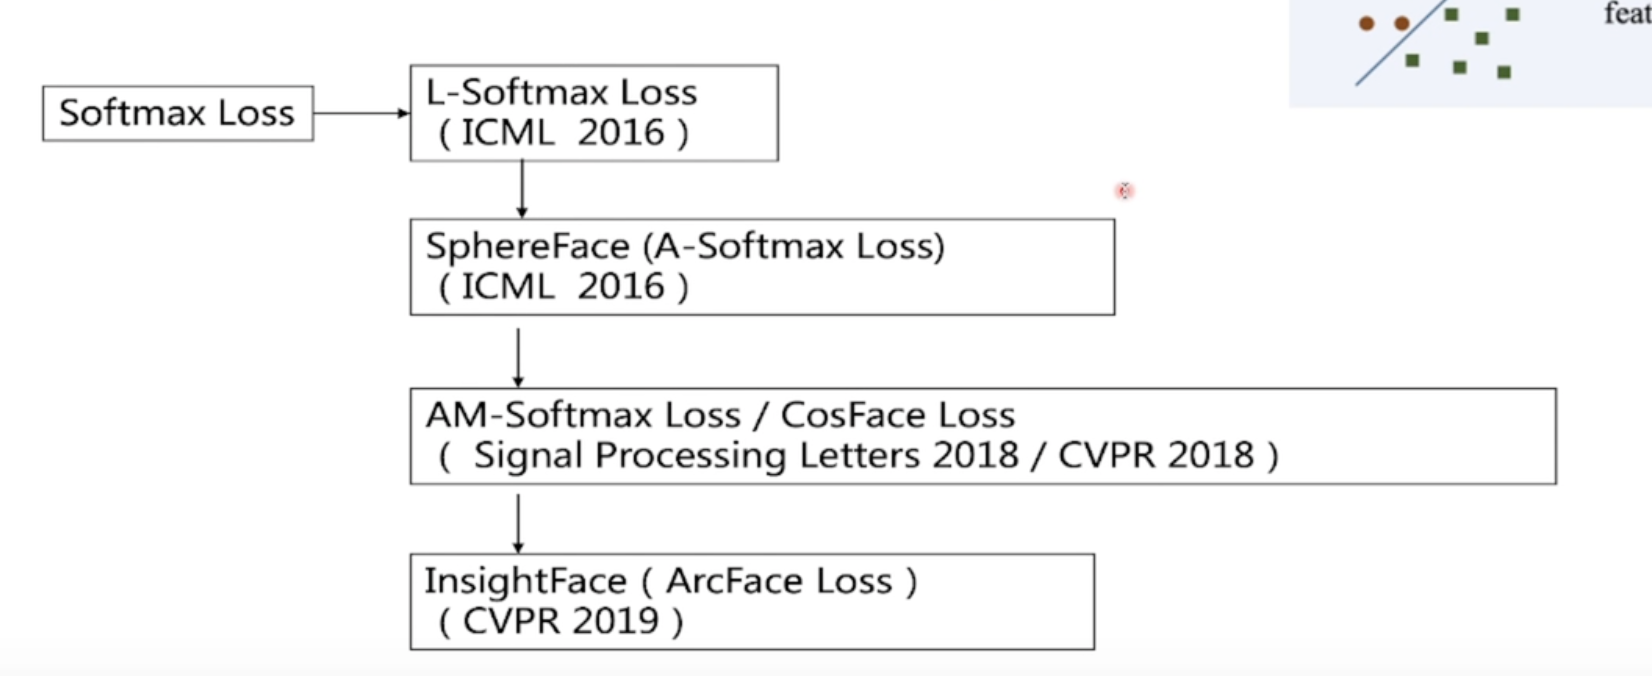 Softmax Loss
L-Softmax Loss
( ICML 2016 )
SphereFace (A-Softmax Loss)
( ICML 2016 )
AM-Softmax Loss / CosFace Loss
( Signal Processing Letters 2018 / CVPR 2018 )
InsightFace ( ArcFace Loss )
( CVPR 2019 )
feat